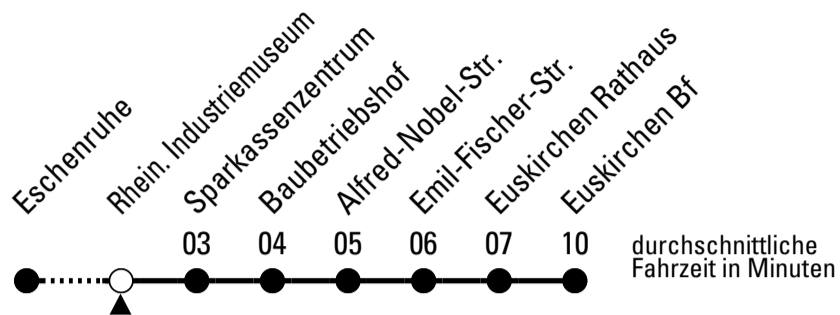 Eschenruhe
Rhein. Industriemuseum
Sparkassenzentrum
Baubetriebshof
Alfred-Nobel-Str.
Emil-Fischer-Str.
Euskirchen Rathaus
Euskirchen Bf
03 04 05 06 07 10
durchschnittliche
Fahrzeit in Minuten